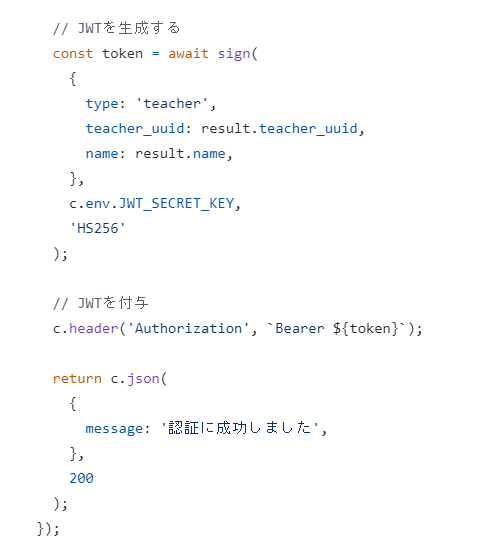 // JWTを生成する
const token = await sign(
{
type: 'teacher',
teacher_uuid: result.teacher_uuid,
name: result.name,
},
c.env.JWT_SECRET_KEY,
'HS256'
);
// JWTを付与
c.header('Authorization', `Bearer ${token}`);
return c.json(
{
message: '認証に成功しました',
},
200
);
});